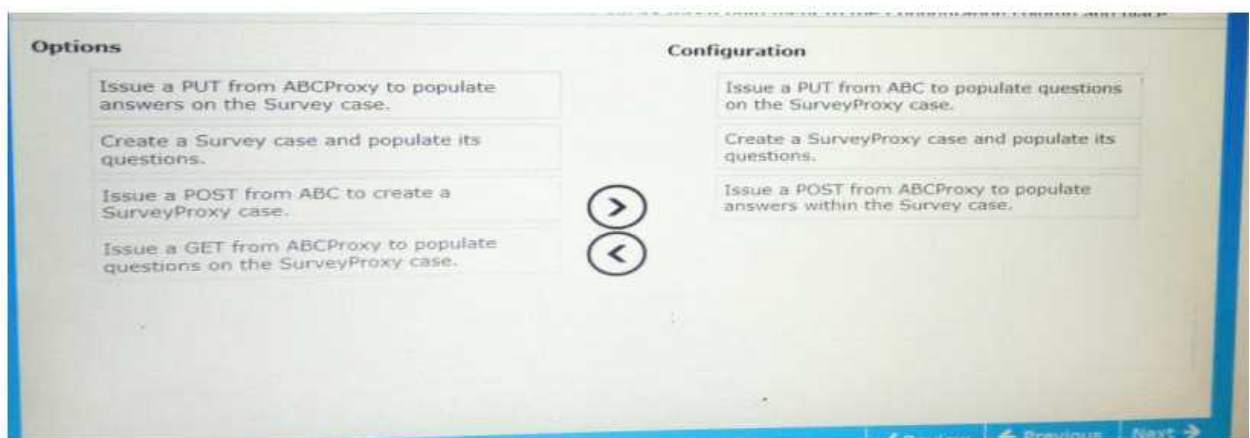 Options
Configuration
Issue a PUT from ABCProxy to populate
answers on the Survey case.
Create a Survey case and populate its
questions.
Issue a POST from ABC to create a
SurveyProxy case.
Issue a GET from ABCProxy to populate
questions on the SurveyProxy case.
Issue a PUT from ABC to populate questions
on the SurveyProxy case.
Create a SurveyProxy case and populate its
questions.
Issue a POST from ABCProxy to populate
answers within the Survey case.
Previous
Next